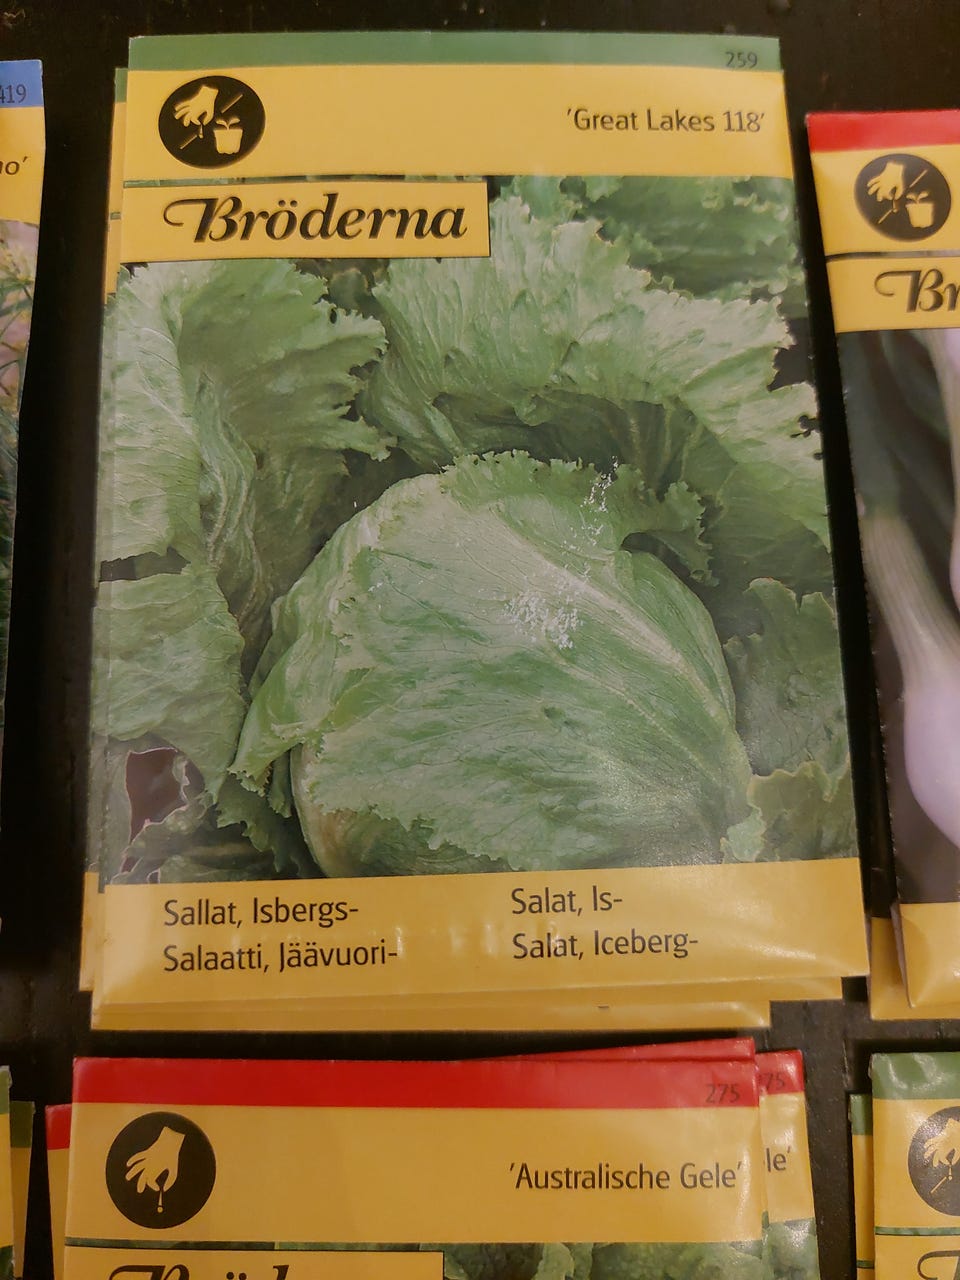 259
'Great Lakes 118'
Bröderna
Sallat, Isbergs-
Salaatti, Jäävuori-
Salat, Is-
Salat, Iceberg-
419
275
'Australische Gele'